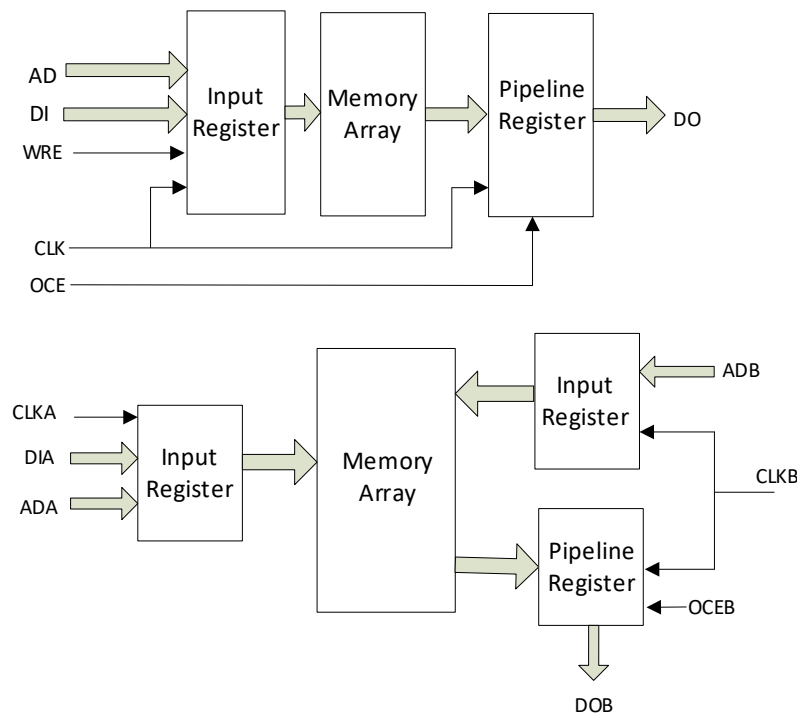 AD
DI
WRE
CLK
OCE
Input
Register
Memory
Array
Pipeline
Register
DO
CLKA
DIA
ADA
Input
Register
Memory
Array
Input
Register
ADB
CLKB
Pipeline
Register
OCEB
DOB